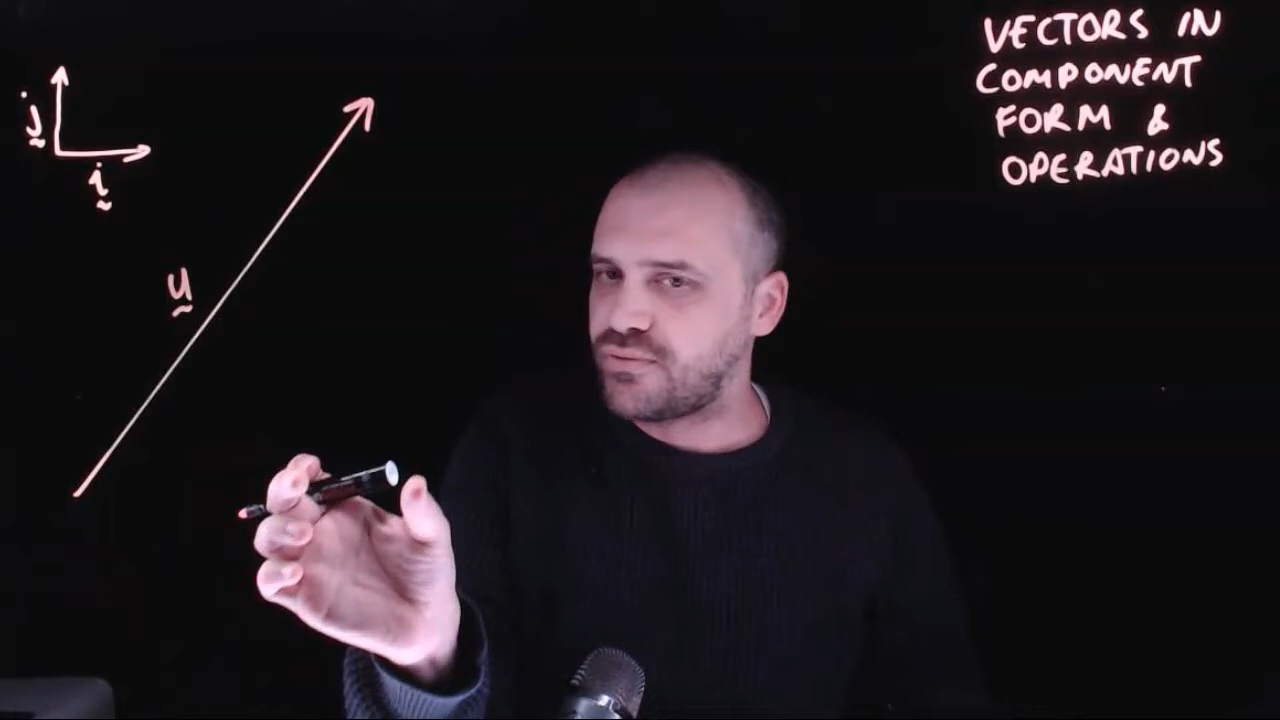 VECTORS IN
COMPONENT
FORM &
OPERATIONS
j
i
u